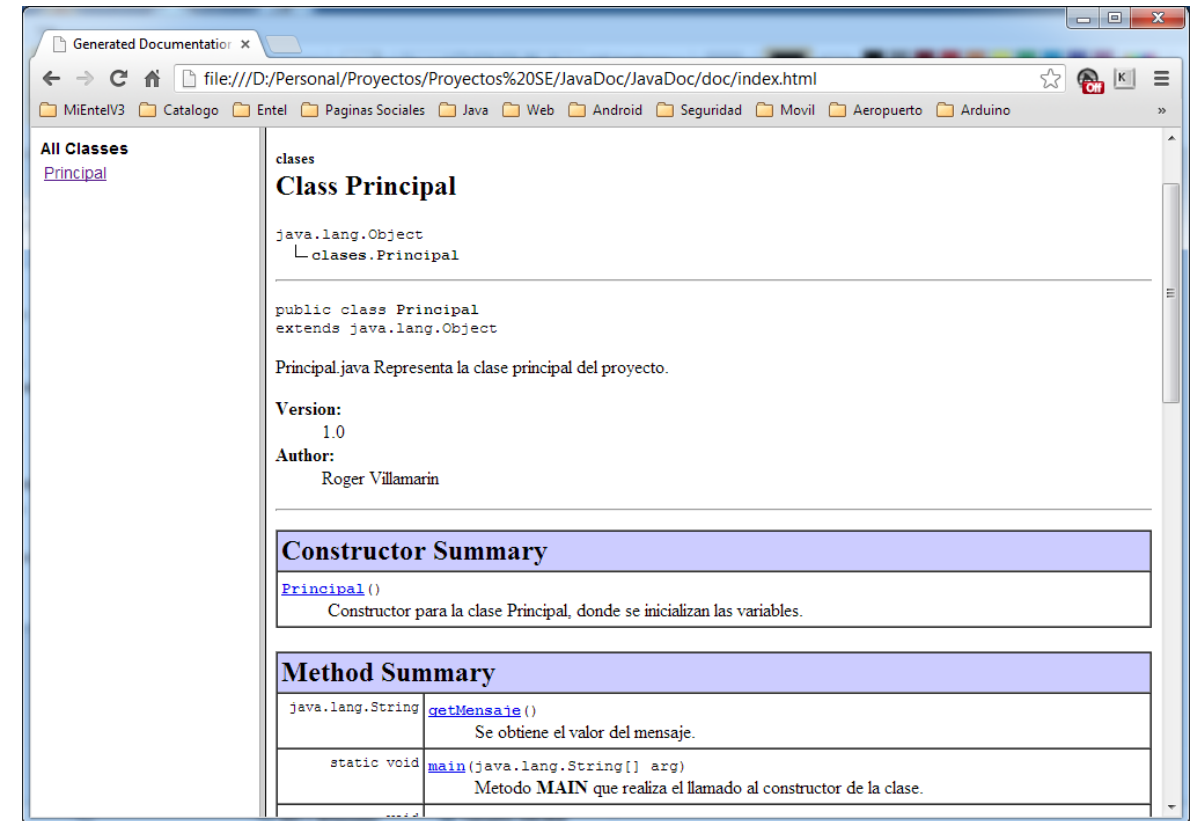 Generated Documentation
file:///D:/Personal/Proyectos/Proyectos%20SE/JavaDoc/JavaDoc/doc/index.html
Off
K
MiEntelV3 Catalogo Entel Paginas Sociales Java Web Android Seguridad Movil Aeropuerto Arduino »
All Classes
Principal
clases
Class Principal
java.lang.Object
clases.Principal
public class Principal
extends java.lang.Object
Principal.java Representa la clase principal del proyecto.
Version:
1.0
Author:
Roger Villamarin
Constructor Summary
Principal()
Constructor para la clase Principal, donde se inicializan las variables.
Method Summary
java.lang.String getMensaje()
Se obtiene el valor del mensaje.
static void main(java.lang.String[] arg)
Metodo MAIN que realiza el llamado al constructor de la clase.